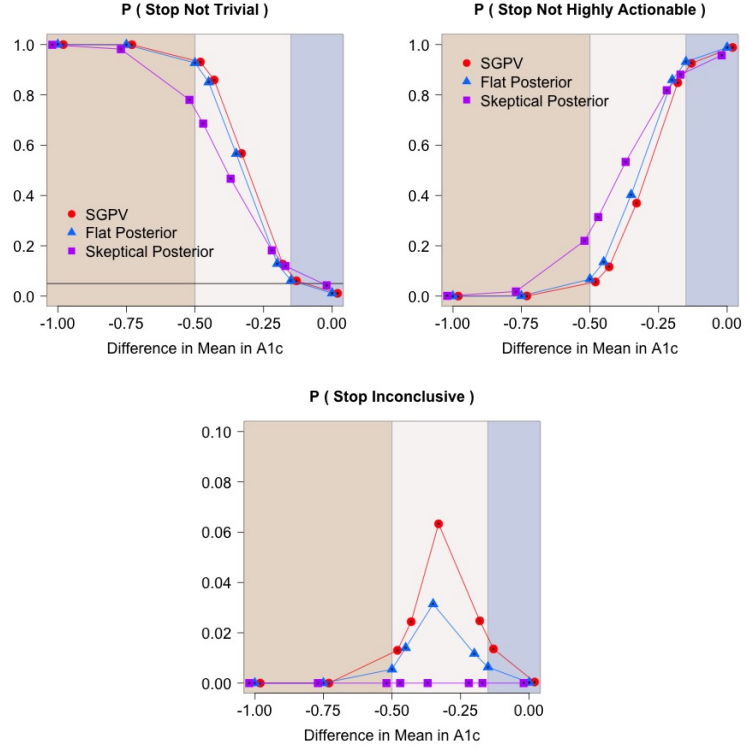 P ( Stop Not Trivial )
1.0
0.8
0.6
0.4
0.2
0.0
SGPV
Flat Posterior
Skeptical Posterior
-1.00 -0.75 -0.50 -0.25 0.00
Difference in Mean in A1c
P ( Stop Not Highly Actionable )
1.0
0.8
0.6
0.4
0.2
0.0
SGPV
Flat Posterior
Skeptical Posterior
-1.00 -0.75 -0.50 -0.25 0.00
Difference in Mean in A1c
P ( Stop Inconclusive )
0.10
0.08
0.06
0.04
0.02
0.00
-1.00 -0.75 -0.50 -0.25 0.00
Difference in Mean in A1c